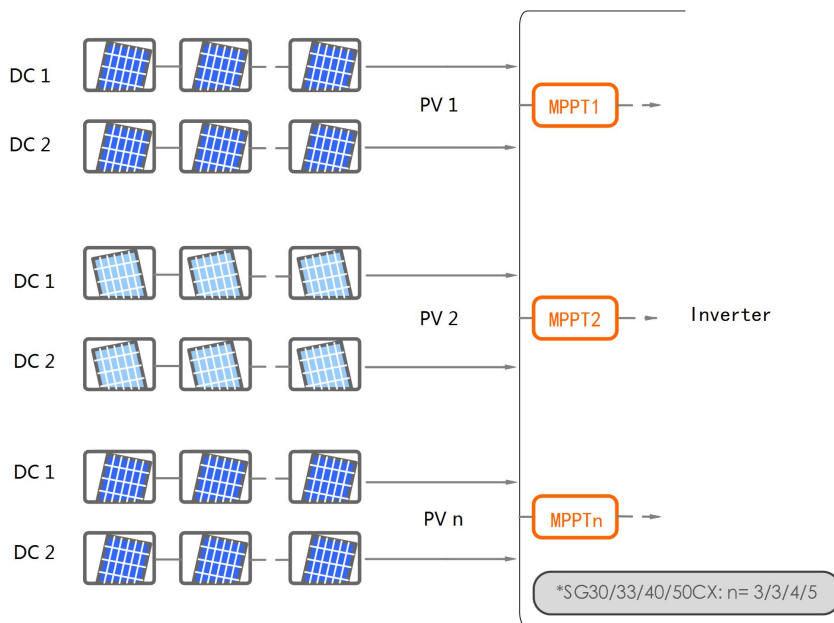 DC 1
PV 1
MPPT1
DC 2
DC 1
PV 2
MPPT2
Inverter
DC 2
DC 1
PV n
MPPTn
DC 2
*SG30/33/40/50CX: n= 3/3/4/5